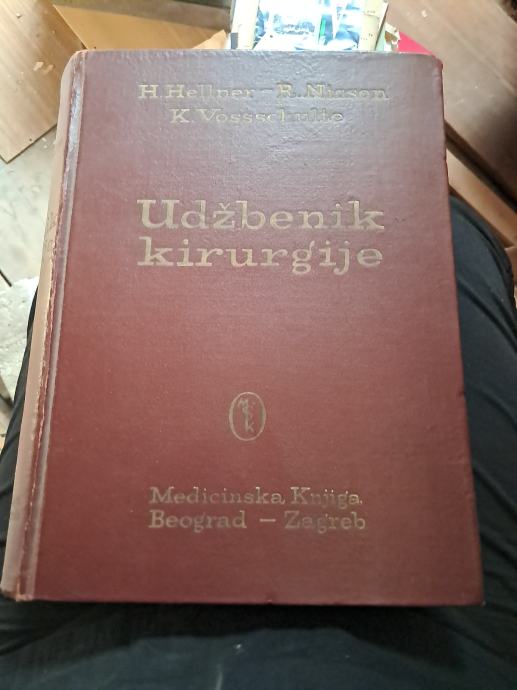 H. Hellner – R. Nissen
K. Vossschulte
Udžbenik
kirurgije
M
K
Medicinska Knjiga
Beograd – Zagreb